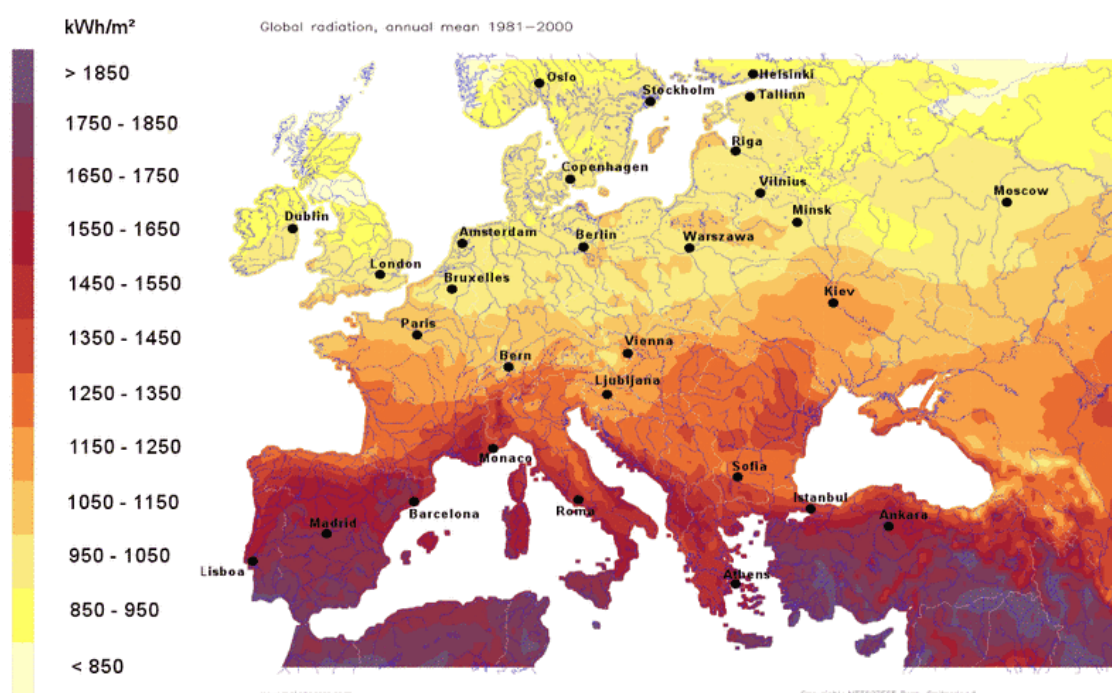 kWh/m²
Global radiation, annual mean 1981-2000
> 1850
1750 - 1850
1650 - 1750
1550 - 1650
1450 - 1550
1350 - 1450
1250 - 1350
1150 - 1250
1050 - 1150
950 - 1050
850 - 950
< 850
Oslo
Helsinki
Stockholm
Tallinn
Riga
Copenhagen
Vilnius
Moscow
Dublin
Minsk
Amsterdam
Berlin
Warszawa
London
Bruxelles
Kiev
Paris
Vienna
Bern
Ljubljana
Monaco
Sofia
Istanbul
Barcelona
Roma
Ankara
Madrid
Lisboa
Athens